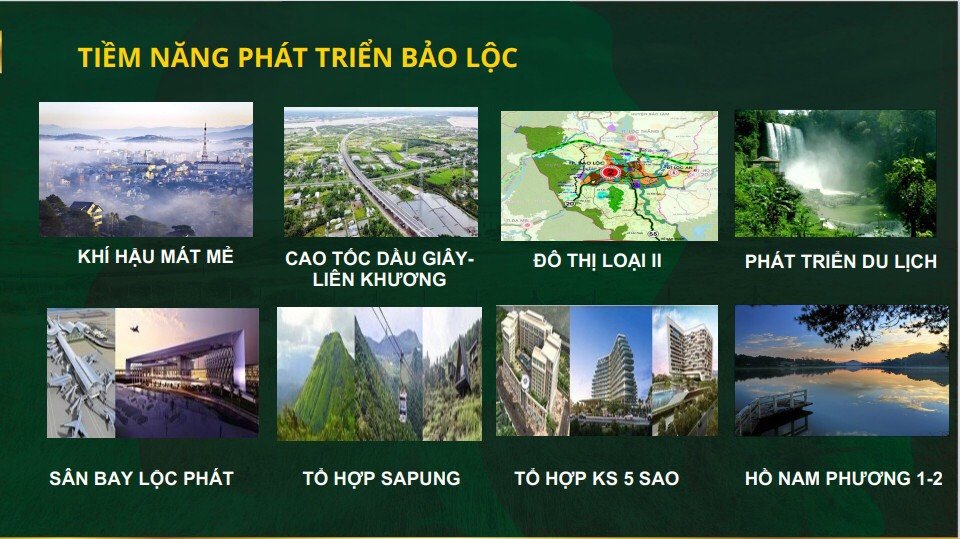 TIỀM NĂNG PHÁT TRIỂN BẢO LỘC
KHÍ HẬU MÁT MẺ
CAO TỐC DẦU GIÂY-
LIÊN KHƯƠNG
ĐÔ THỊ LOẠI II
PHÁT TRIỂN DU LỊCH
SÂN BAY LỘC PHÁT
TỔ HỢP SAPUNG
TỔ HỢP KS 5 SAO
HỒ NAM PHƯƠNG 1-2